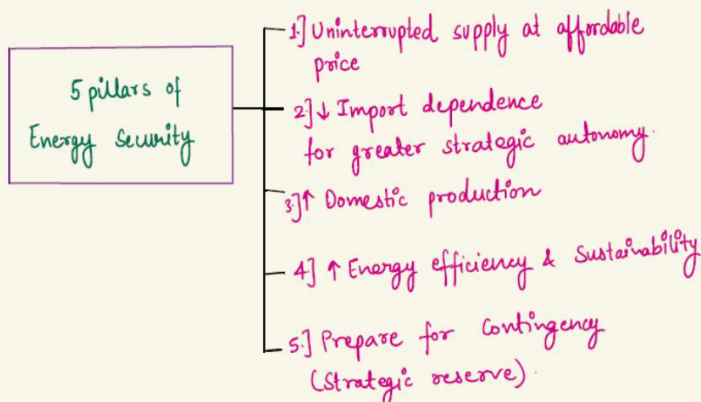 5 pillars of
Energy Security
1.] Uninterrupted supply at affordable
price
2.] ↓ Import dependence
for greater strategic autonomy.
3.] ↑ Domestic production
4.] ↑ Energy efficiency & Sustainability
5.] Prepare for Contingency
(Strategic reserve).